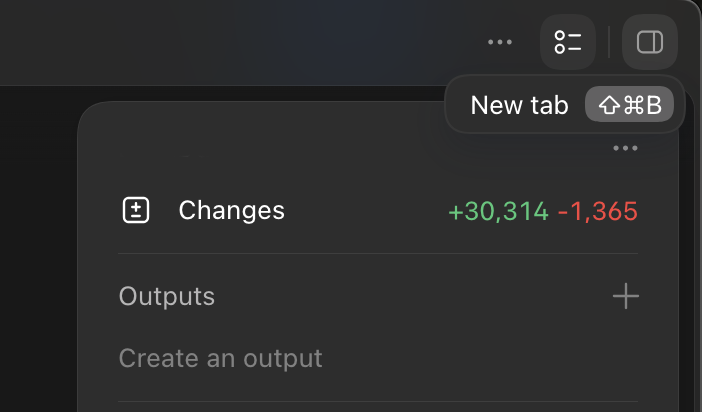 New tab ⇧⌘B
Changes +30,314 -1,365
Outputs
Create an output